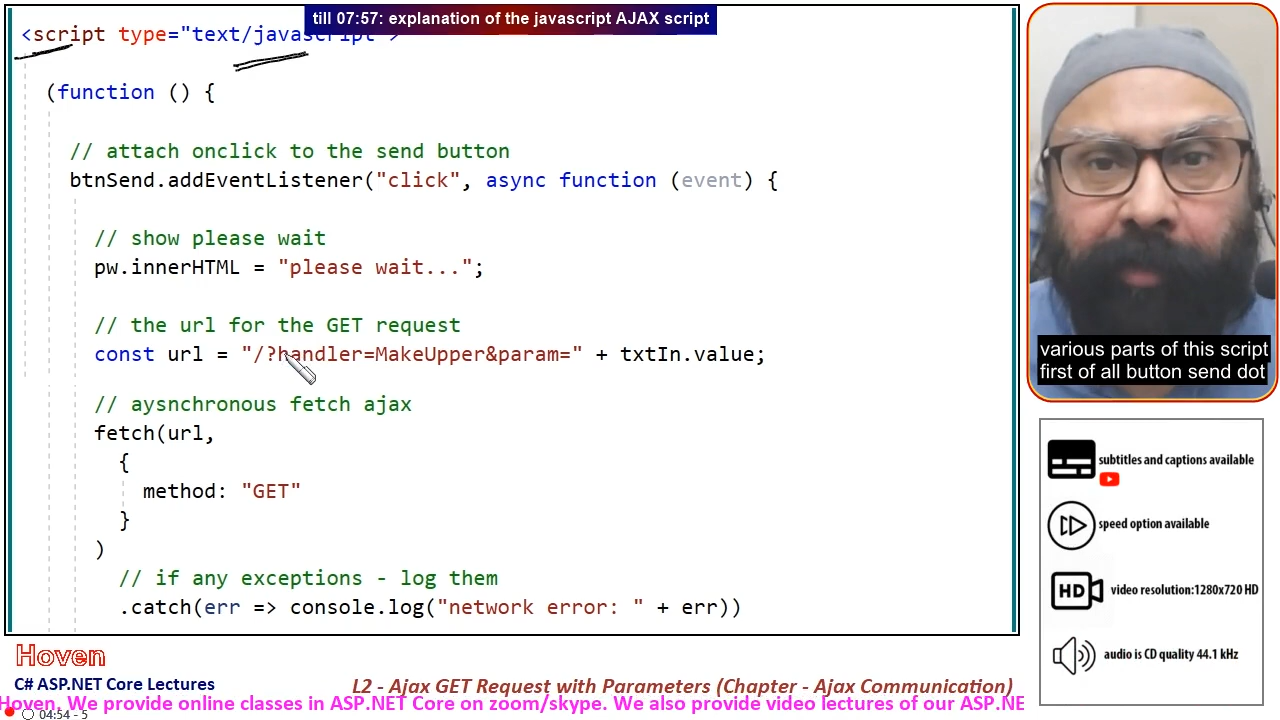 till 07:57: explanation of the javascript AJAX script
<script type="text/javascript">
(function () {
// attach onclick to the send button
btnSend.addEventListener("click", async function (event) {
// show please wait
pw.innerHTML = "please wait...";
// the url for the GET request
const url = "/?handler=MakeUpper&param=" + txtIn.value;
// aysnchronous fetch ajax
fetch(url,
{
method: "GET"
}
)
// if any exceptions - log them
.catch(err => console.log("network error: " + err))
various parts of this script
first of all button send dot
subtitles and captions available
speed option available
HD video resolution:1280x720 HD
audio is CD quality 44.1 kHz
Hoven
C# ASP.NET Core Lectures
L2 - Ajax GET Request with Parameters (Chapter - Ajax Communication)
Hoven. We provide online classes in ASP.NET Core on zoom/skype. We also provide video lectures of our ASP.NE
04:54 - 5